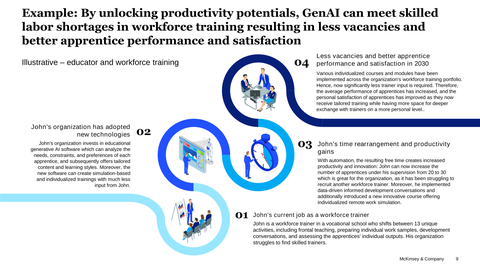 Example: By unlocking productivity potentials, GenAI can meet skilled
labor shortages in workforce training resulting in less vacancies and
better apprentice performance and satisfaction
Illustrative – educator and workforce training
04
Less vacancies and better apprentice
performance and satisfaction in 2030
Various individualized courses and modules have been
implemented across the organization's workforce training portfolio.
Hence, now significantly less trainer input is required. Therefore,
the average performance of apprentices has increased, and the
personal satisfaction of apprentices has improved as they now
receive tailored training while having more space for deeper
exchange with trainers on a more personal level..
John's organization has adopted
new technologies
02
John's organization invests in educational
generative AI software which can analyze the
needs, constraints, and preferences of each
apprentice, and subsequently offers tailored
content and learning styles. Moreover, the
new software can create simulation-based
and individualized trainings with much less
input from John.
03
John's time rearrangement and productivity
gains
With automation, the resulting free time creates increased
productivity and innovation: John can now increase the
number of apprentices under his supervision from 20 to 30
which is great for the organization, as it has been struggling to
recruit another workforce trainer. Moreover, he implemented
data-driven informed development conversations and
additionally introduced a new innovative course offering
individualized remote work simulation.
01
John's current job as a workforce trainer
John is a workforce trainer in a vocational school who shifts between 13 unique
activities, including frontal teaching, preparing individual work samples, development
conversations, and assessing the apprentices' individual outputs. His organization
struggles to find skilled trainers.
McKinsey & Company
9